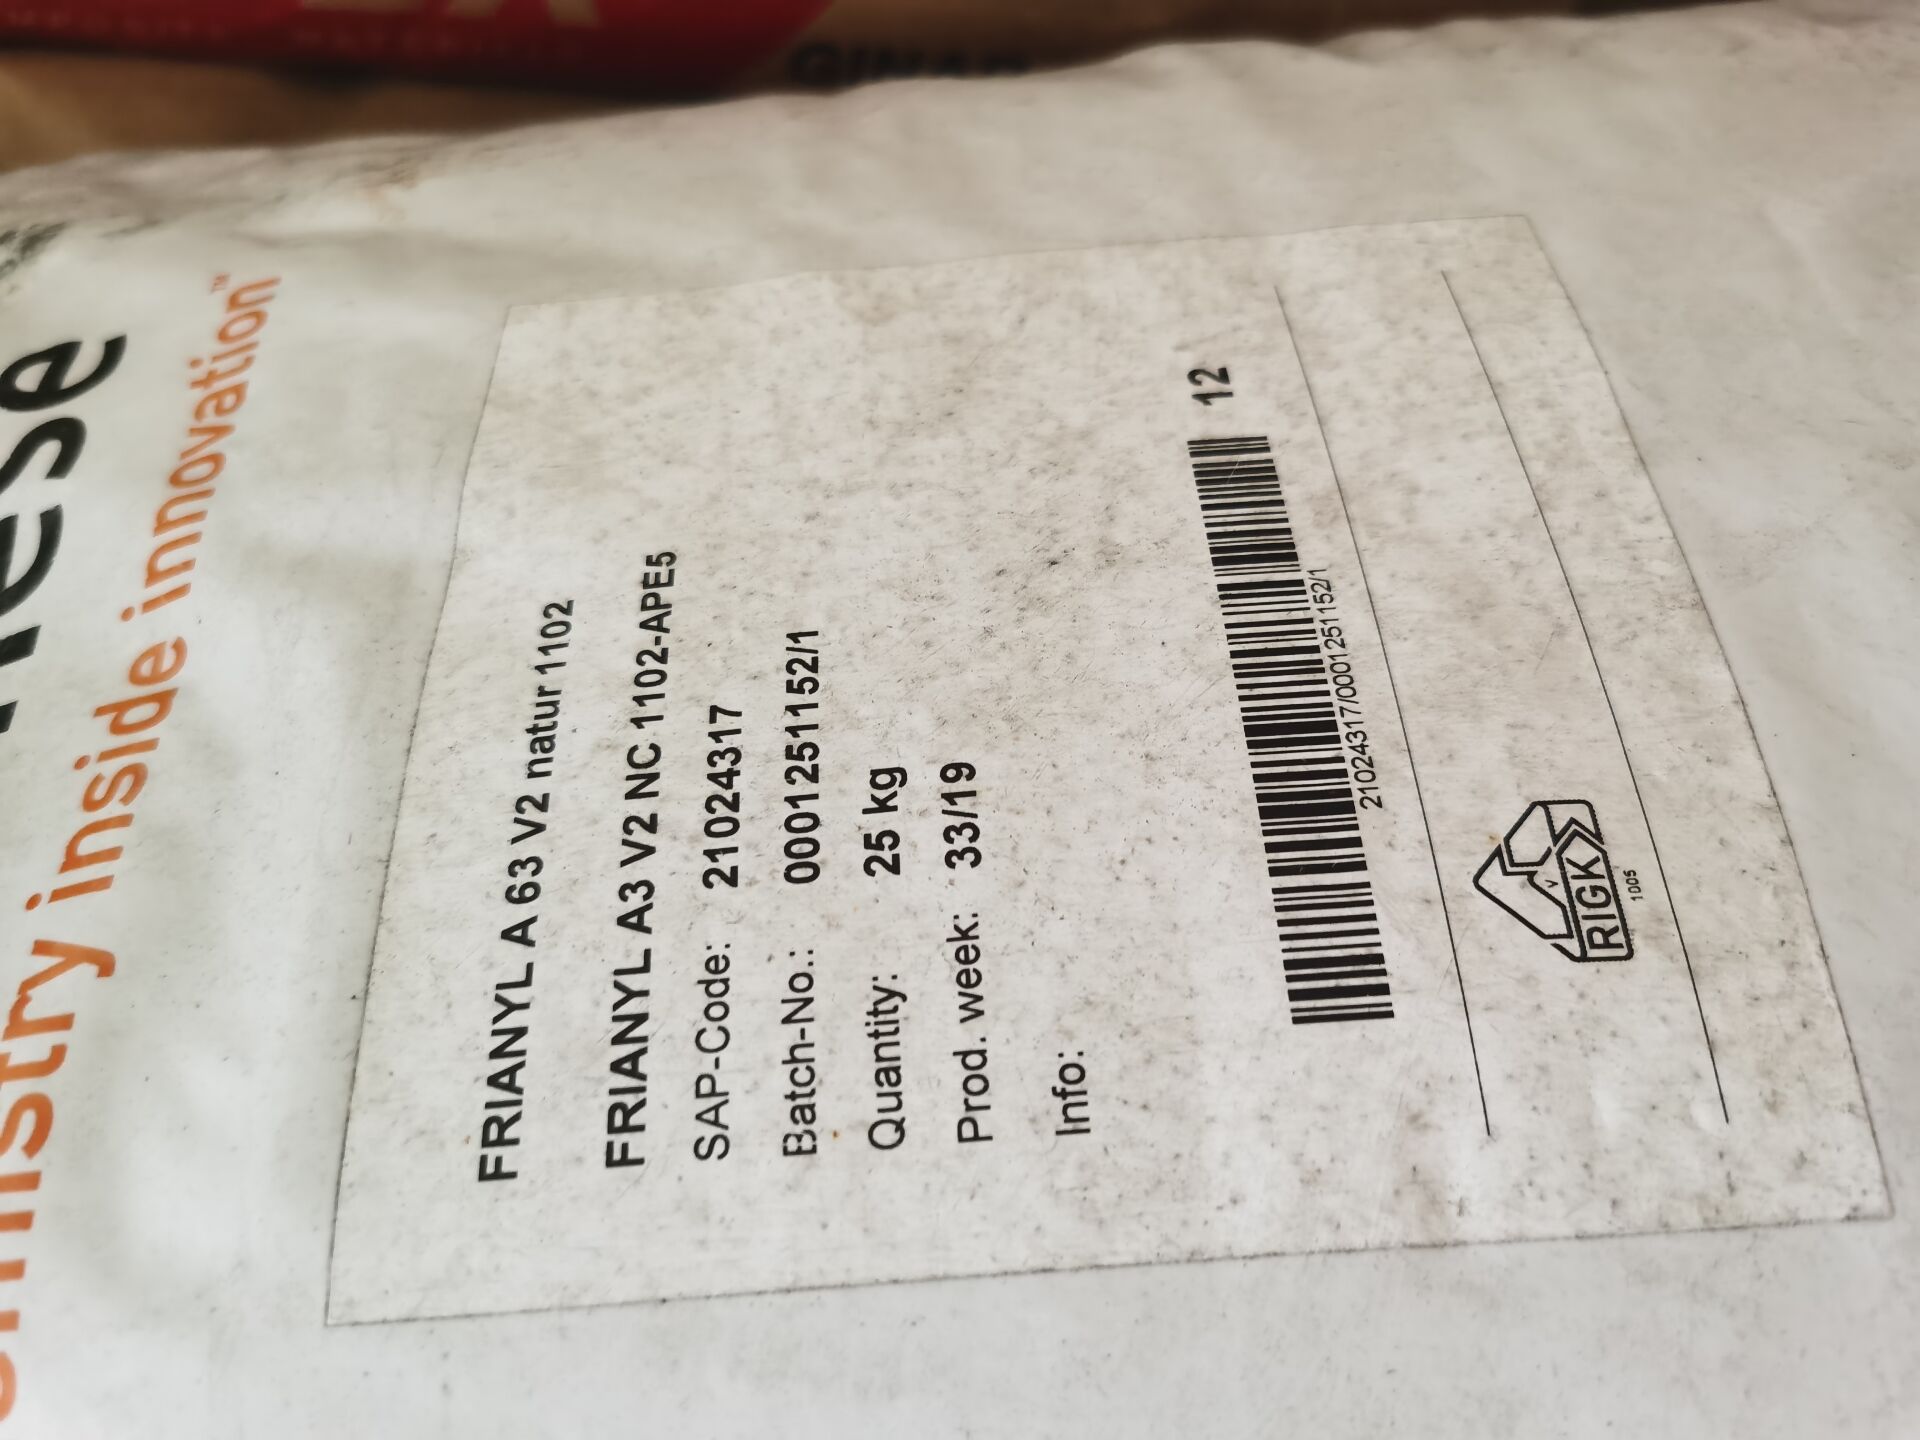 chemistry inside innovation™
FRIANYL A 63 V2 natur 1102
FRIANYL A3 V2 NC 1102-APE5
SAP-Code: 21024317
Batch-No.: 0001251152/1
Quantity: 25 kg
Prod. week: 33/19
Info:
12
21024317/0001251152/1
V
RIGK
1005